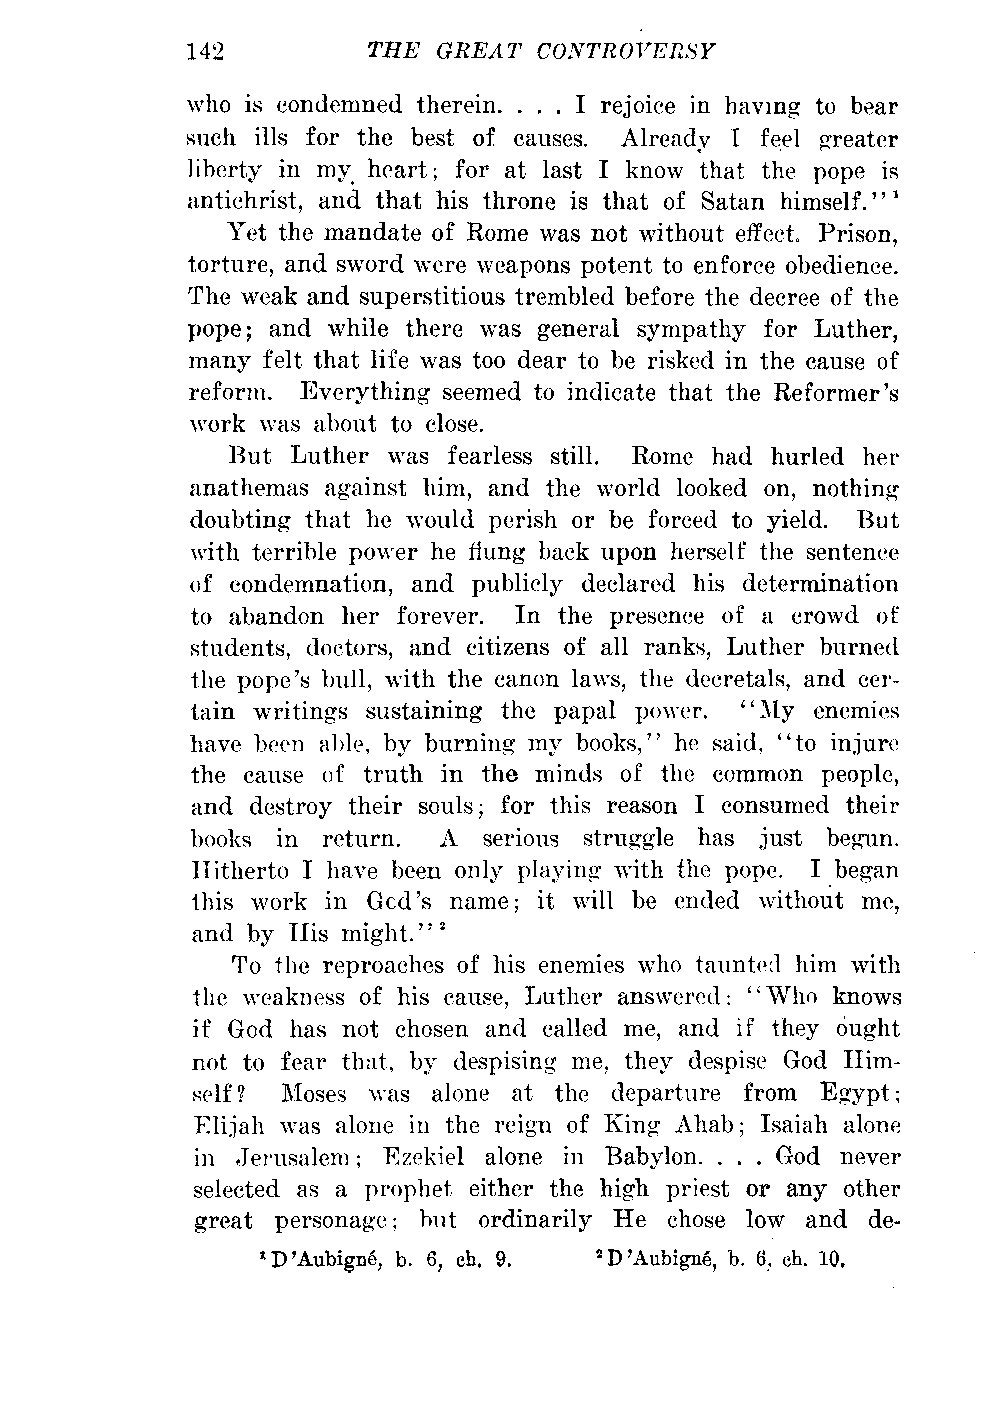 142 THE GREAT CONTROVERSY
who is condemned therein. . . . I rejoice in having to bear
such ills for the best of causes. Already I feel greater
liberty in my heart; for at last I know that the pope is
antichrist, and that his throne is that of Satan himself." ¹
Yet the mandate of Rome was not without effect. Prison,
torture, and sword were weapons potent to enforce obedience.
The weak and superstitious trembled before the decree of the
pope; and while there was general sympathy for Luther,
many felt that life was too dear to be risked in the cause of
reform. Everything seemed to indicate that the Reformer's
work was about to close.
But Luther was fearless still. Rome had hurled her
anathemas against him, and the world looked on, nothing
doubting that he would perish or be forced to yield. But
with terrible power he flung back upon herself the sentence
of condemnation, and publicly declared his determination
to abandon her forever. In the presence of a crowd of
students, doctors, and citizens of all ranks, Luther burned
the pope's bull, with the canon laws, the decretals, and cer-
tain writings sustaining the papal power. "My enemies
have been able, by burning my books," he said, "to injure
the cause of truth in the minds of the common people,
and destroy their souls; for this reason I consumed their
books in return. A serious struggle has just begun.
Hitherto I have been only playing with the pope. I began
this work in God's name; it will be ended without me,
and by His might." ²
To the reproaches of his enemies who taunted him with
the weakness of his cause, Luther answered: "Who knows
if God has not chosen and called me, and if they ought
not to fear that, by despising me, they despise God Him-
self? Moses was alone at the departure from Egypt;
Elijah was alone in the reign of King Ahab; Isaiah alone
in Jerusalem; Ezekiel alone in Babylon. . . . God never
selected as a prophet either the high priest or any other
great personage; but ordinarily He chose low and de-
¹ D'Aubigné, b. 6, ch. 9. ² D'Aubigné, b. 6, ch. 10.